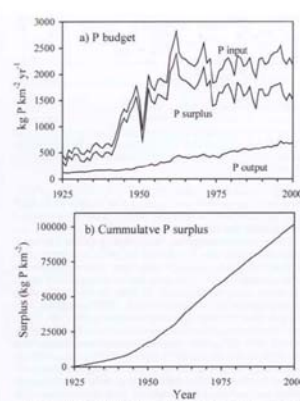 a) P budget
3000
2500
2000
1500
1000
500
0
kg P km-2 yr-1
P input
P surplus
P output
1925 1950 1975 2000
b) Cummulatve P surplus
100000
75000
50000
25000
0
Surplus (kg P km-2)
1925 1950 1975 2000
Year